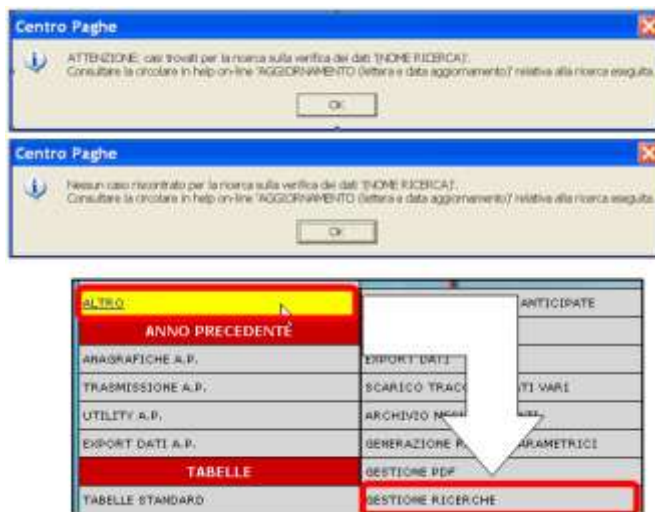 Centro Paghe
ATTENZIONE, casi trovati per la ricerca sulla verifica dei dati '[NOME RICERCA]'.
Consultare la circolare in help on-line 'AGGIORNAMENTO (lettera e data aggiornamento)' relativa alla ricerca eseguita.
OK
Centro Paghe
Nessun caso riscontrato per la ricerca sulla verifica dei dati '[NOME RICERCA]'.
Consultare la circolare in help on-line 'AGGIORNAMENTO (lettera e data aggiornamento)' relativa alla ricerca eseguita.
OK
ALTRO
ANTICIPATE
ANNO PRECEDENTE
ANAGRAFICHE A.P.
EXPORT DATI
TRASMISSIONE A.P.
SCARICO TRACC
TI VARI
UTILITY A.P.
ARCHIVIO
EXPORT DATI A.P.
GENERAZIONE
ARAMETRICI
TABELLE
GESTIONE PDF
TABELLE STANDARD
GESTIONE RICERCHE